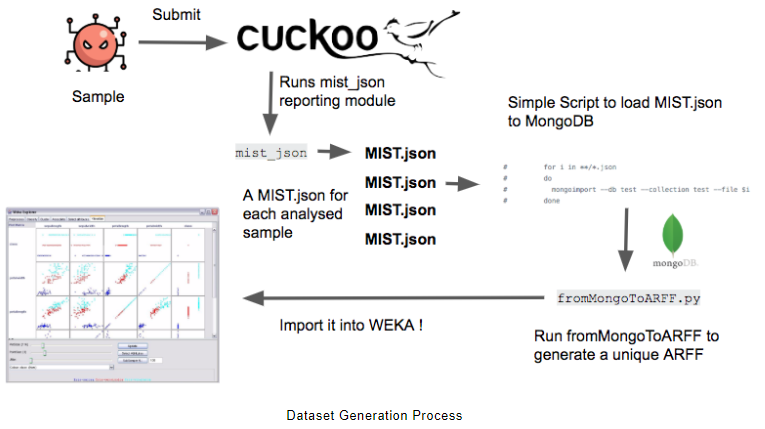 Submit
cuckoo
Sample
Runs mist_json
reporting module
Simple Script to load MIST.json
to MongoDB
mist_json
MIST.json
MIST.json
MIST.json
MIST.json
A MIST.json for
each analysed
sample
# for i in **/*.json
# do
# mongoimport --db test --collection test --file $i
# done
mongoDB.
fromMongoToARFF.py
Import it into WEKA !
Run fromMongoToARFF to
generate a unique ARFF
Dataset Generation Process